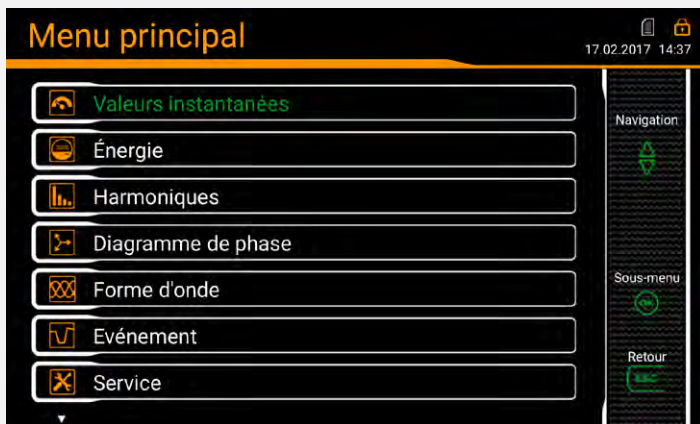 Menu principal
17.02.2017 14:37
Valeurs instantanées
Énergie
Harmoniques
Diagramme de phase
Forme d'onde
Evénement
Service
Navigation
Sous-menu
OK
Retour
ESC